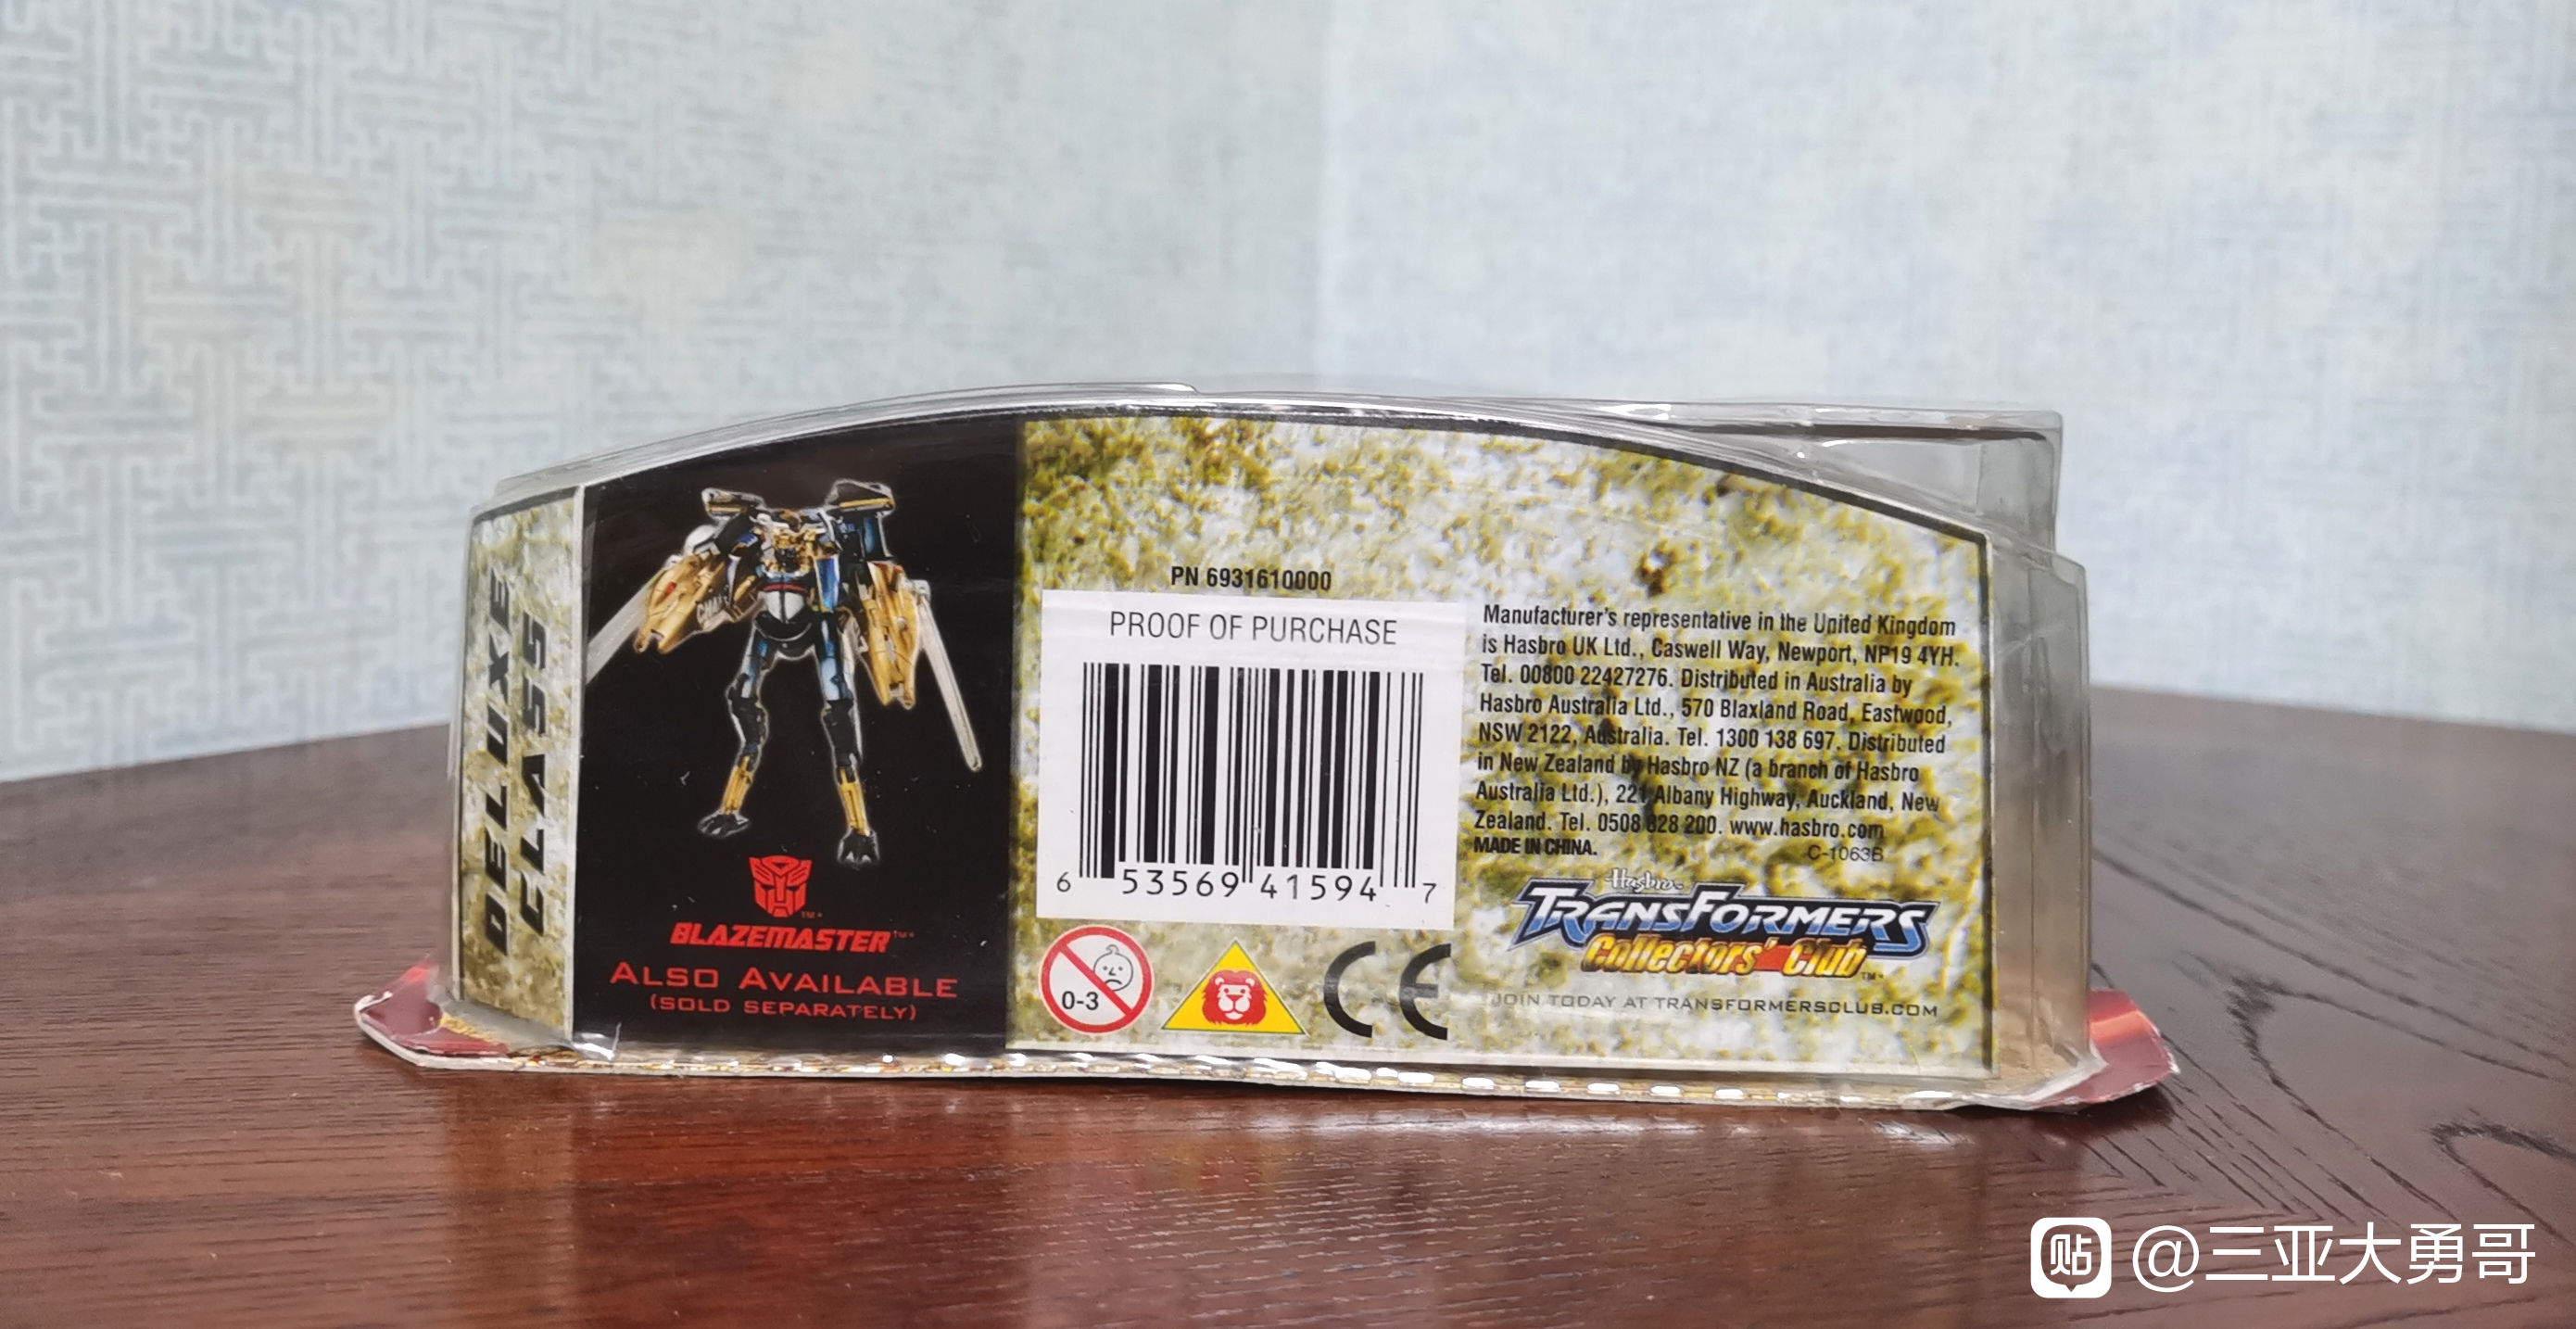 DELUXE
CLASS
BLAZEMASTER™*
ALSO AVAILABLE
(SOLD SEPARATELY)
PN 6931610000
PROOF OF PURCHASE
6 53569 41594 7
0-3
CE
Manufacturer's representative in the United Kingdom
is Hasbro UK Ltd., Caswell Way, Newport, NP19 4YH.
Tel. 00800 22427276. Distributed in Australia by
Hasbro Australia Ltd., 570 Blaxland Road, Eastwood,
NSW 2122, Australia. Tel. 1300 138 697. Distributed
in New Zealand by Hasbro NZ (a branch of Hasbro
Australia Ltd.), 221 Albany Highway, Auckland, New
Zealand. Tel. 0508 828 200. www.hasbro.com
MADE IN CHINA. C-1063B
Hasbro
TRANSFORMERS
Collectors' Club™
JOIN TODAY AT TRANSFORMERSCLUB.COM
贴 @三亚大勇哥